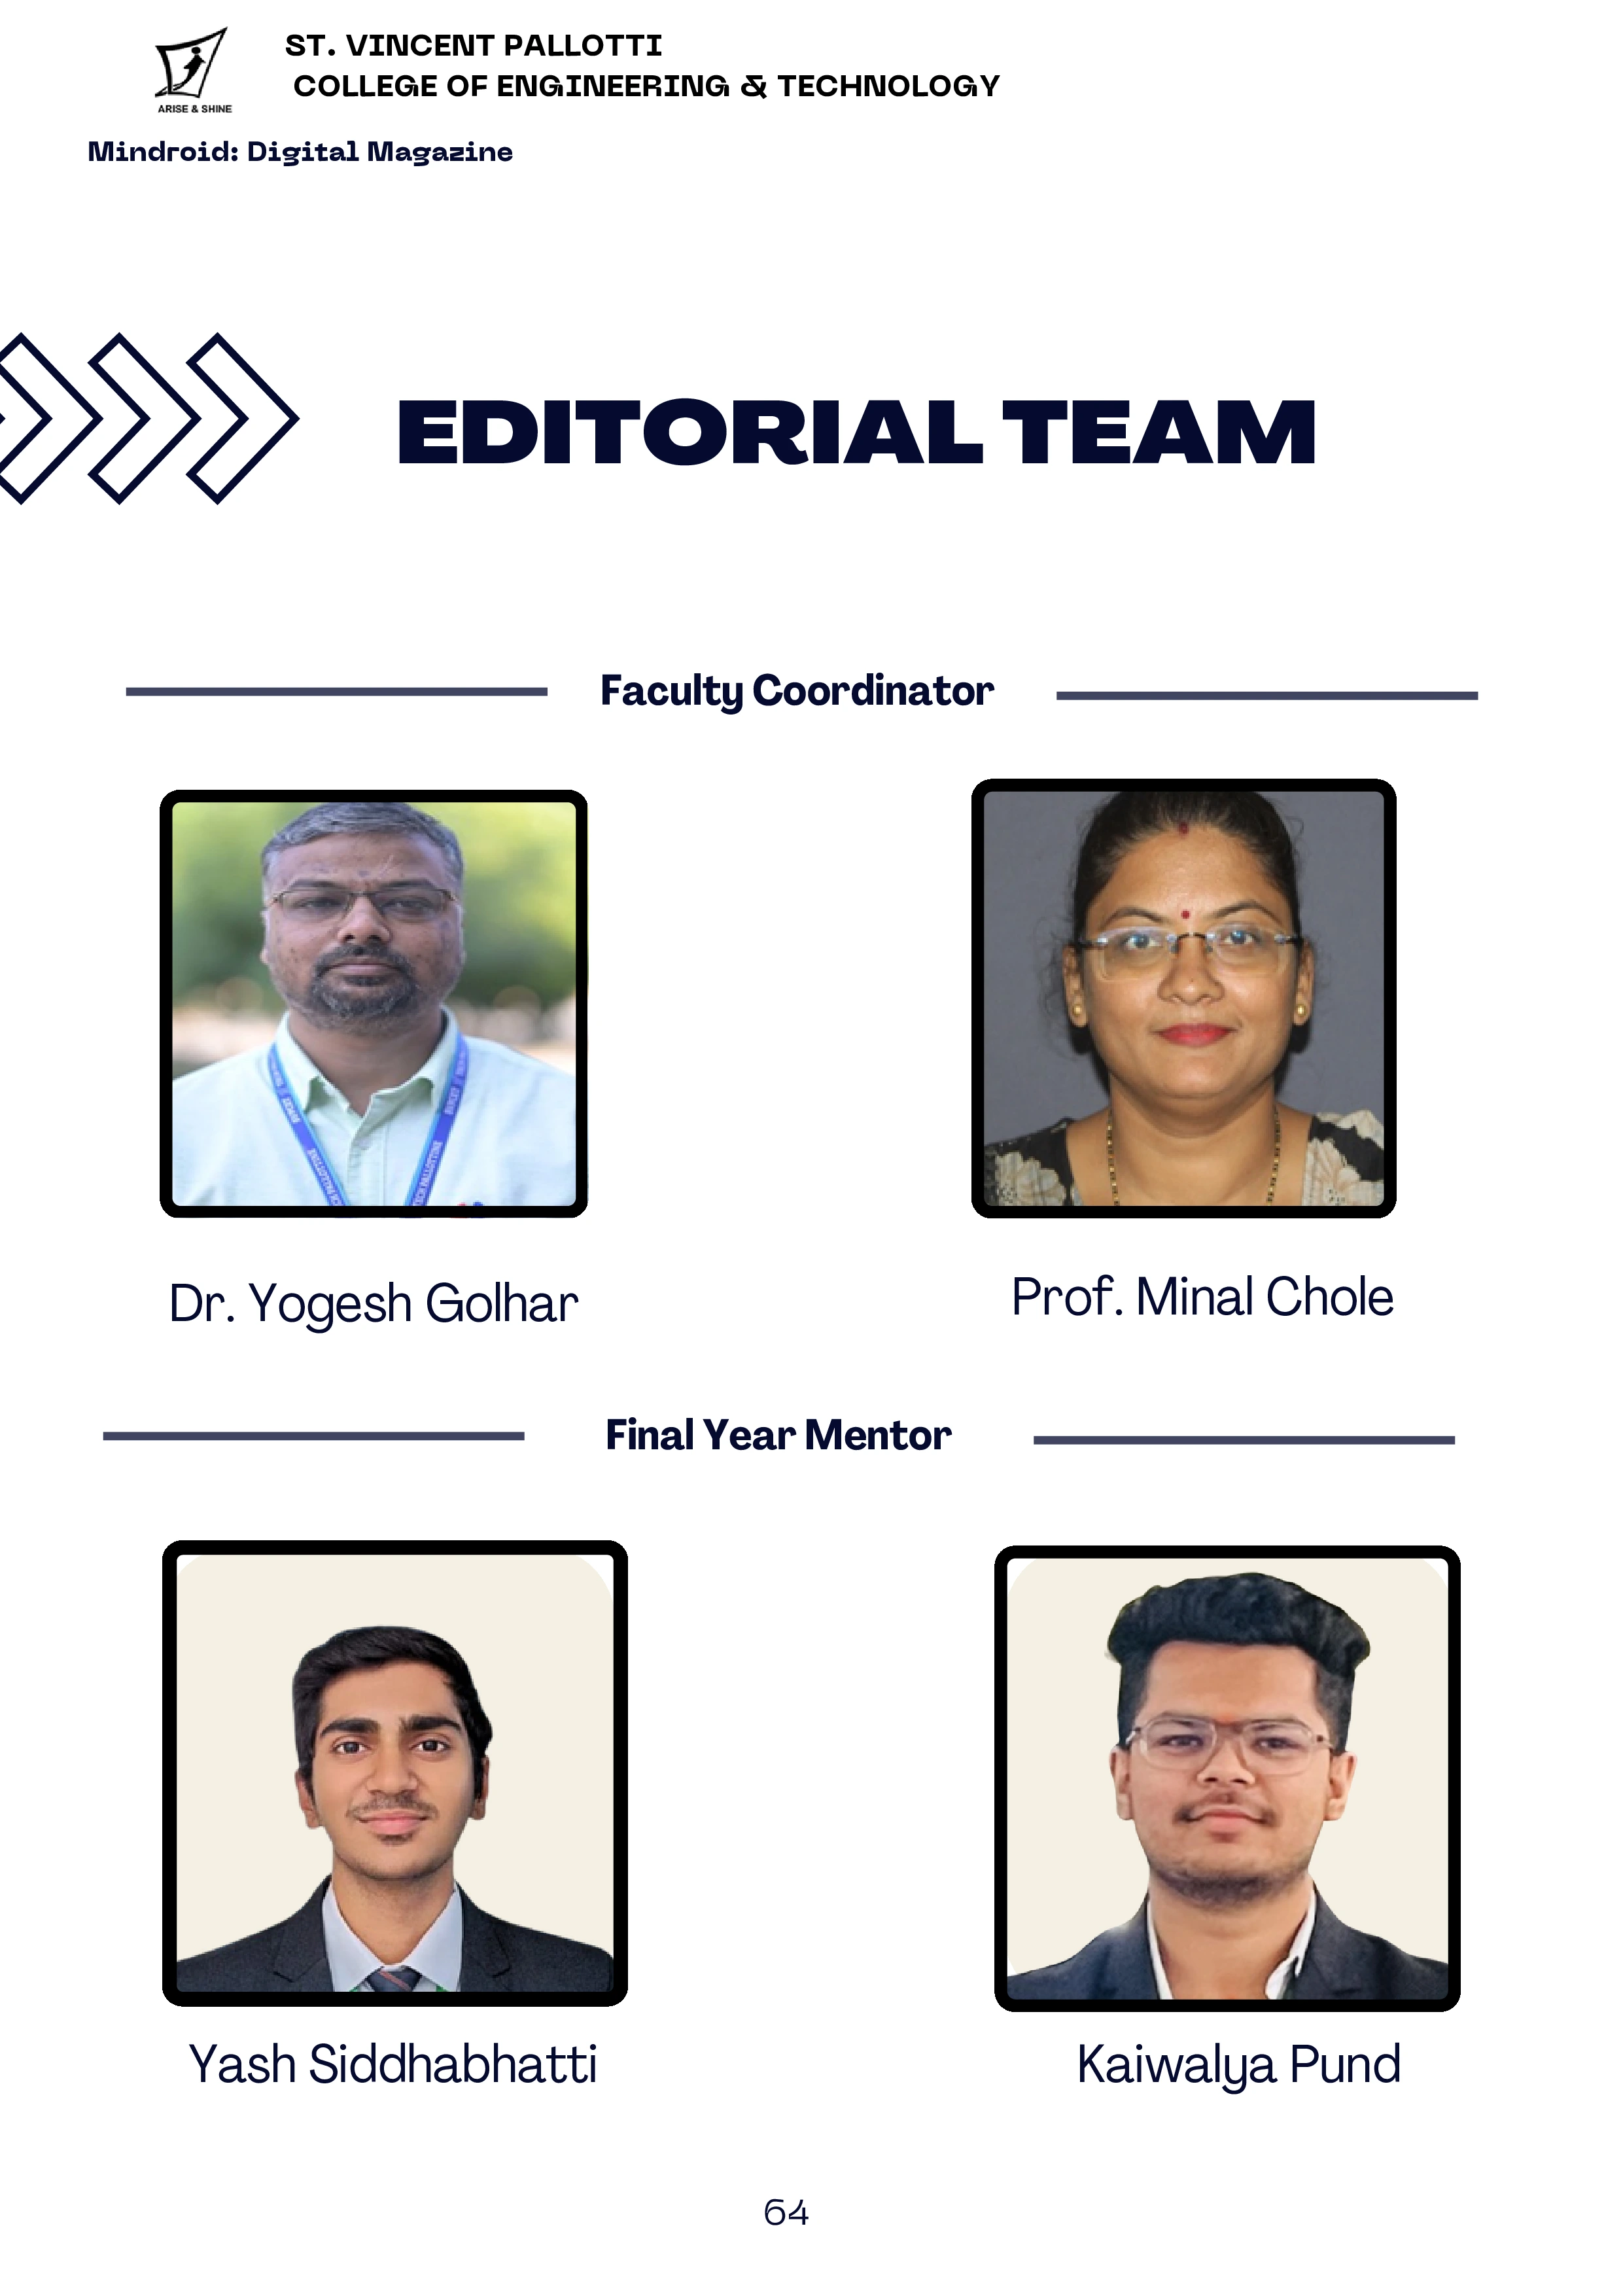 ST. VINCENT PALLOTTI
COLLEGE OF ENGINEERING & TECHNOLOGY
ARISE & SHINE
Mindroid: Digital Magazine
EDITORIAL TEAM
Faculty Coordinator
Dr. Yogesh Golhar
Prof. Minal Chole
Final Year Mentor
Yash Siddhabhatti
Kaiwalya Pund
64